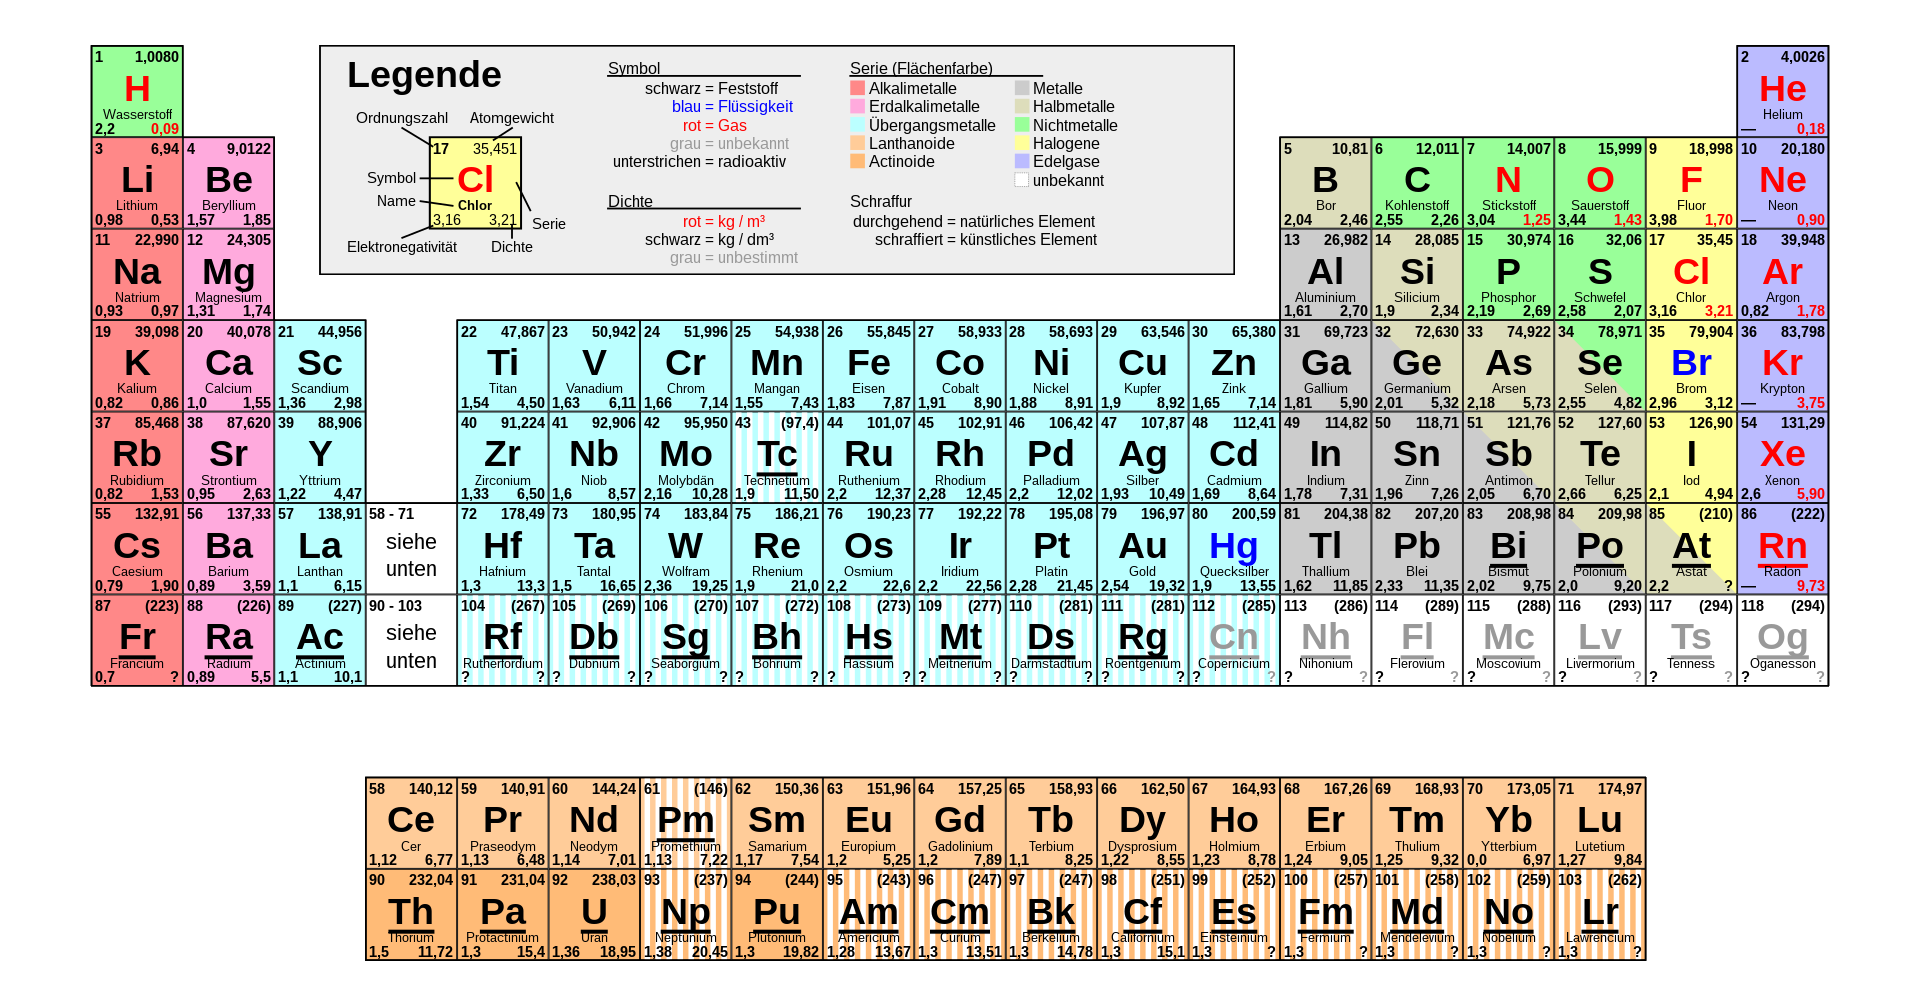 1 1,0080
H
Wasserstoff
2,2 0,09
Legende
Ordnungszahl Atomgewicht
17 35,451
Symbol Cl
Name Chlor
3,16 3,21
Serie
Elektronegativität Dichte
Symbol
schwarz = Feststoff
blau = Flüssigkeit
rot = Gas
grau = unbekannt
unterstrichen = radioaktiv
Dichte
rot = kg / m³
schwarz = kg / dm³
grau = unbestimmt
Serie (Flächenfarbe)
Alkalimetalle Metalle
Erdalkalimetalle Halbmetalle
Übergangsmetalle Nichtmetalle
Lanthanoide Halogene
Actinoide Edelgase
unbekannt
Schraffur
durchgehend = natürliches Element
schraffiert = künstliches Element
2 4,0026
He
Helium
— 0,18
3 6,94 4 9,0122 5 10,81 6 12,011 7 14,007 8 15,999 9 18,998 10 20,180
Li Be B C N O F Ne
Lithium Beryllium Bor Kohlenstoff Stickstoff Sauerstoff Fluor Neon
0,98 0,53 1,57 1,85 2,04 2,46 2,55 2,26 3,04 1,25 3,44 1,43 3,98 1,70 — 0,90
11 22,990 12 24,305 13 26,982 14 28,085 15 30,974 16 32,06 17 35,45 18 39,948
Na Mg Al Si P S Cl Ar
Natrium Magnesium Aluminium Silicium Phosphor Schwefel Chlor Argon
0,93 0,97 1,31 1,74 1,61 2,70 1,9 2,34 2,19 2,69 2,58 2,07 3,16 3,21 0,82 1,78
19 39,098 20 40,078 21 44,956 22 47,867 23 50,942 24 51,996 25 54,938 26 55,845 27 58,933 28 58,693 29 63,546 30 65,380 31 69,723 32 72,630 33 74,922 34 78,971 35 79,904 36 83,798
K Ca Sc Ti V Cr Mn Fe Co Ni Cu Zn Ga Ge As Se Br Kr
Kalium Calcium Scandium Titan Vanadium Chrom Mangan Eisen Cobalt Nickel Kupfer Zink Gallium Germanium Arsen Selen Brom Krypton
0,82 0,86 1,0 1,55 1,36 2,98 1,54 4,50 1,63 6,11 1,66 7,14 1,55 7,43 1,83 7,87 1,91 8,90 1,88 8,91 1,9 8,92 1,65 7,14 1,81 5,90 2,01 5,32 2,18 5,73 2,55 4,82 2,96 3,12 — 3,75
37 85,468 38 87,620 39 88,906 40 91,224 41 92,906 42 95,950 43 (97,4) 44 101,07 45 102,91 46 106,42 47 107,87 48 112,41 49 114,82 50 118,71 51 121,76 52 127,60 53 126,90 54 131,29
Rb Sr Y Zr Nb Mo Tc Ru Rh Pd Ag Cd In Sn Sb Te I Xe
Rubidium Strontium Yttrium Zirconium Niob Molybdän Technetium Ruthenium Rhodium Palladium Silber Cadmium Indium Zinn Antimon Tellur Iod Xenon
0,82 1,53 0,95 2,63 1,22 4,47 1,33 6,50 1,6 8,57 2,16 10,28 1,9 11,50 2,2 12,37 2,28 12,45 2,2 12,02 1,93 10,49 1,69 8,64 1,78 7,31 1,96 7,26 2,05 6,70 2,66 6,25 2,1 4,94 2,6 5,90
55 132,91 56 137,33 57 138,91 58 - 71 72 178,49 73 180,95 74 183,84 75 186,21 76 190,23 77 192,22 78 195,08 79 196,97 80 200,59 81 204,38 82 207,20 83 208,98 84 209,98 85 (210) 86 (222)
Cs Ba La siehe Hf Ta W Re Os Ir Pt Au Hg Tl Pb Bi Po At Rn
Caesium Barium Lanthan unten Hafnium Tantal Wolfram Rhenium Osmium Iridium Platin Gold Quecksilber Thallium Blei Bismut Polonium Astat Radon
0,79 1,90 0,89 3,59 1,1 6,15 1,3 13,3 1,5 16,65 2,36 19,25 1,9 21,0 2,2 22,6 2,2 22,56 2,28 21,45 2,54 19,32 1,9 13,55 1,62 11,85 2,33 11,35 2,02 9,75 2,0 9,20 2,2 ? — 9,73
87 (223) 88 (226) 89 (227) 90 - 103 104 (267) 105 (269) 106 (270) 107 (272) 108 (273) 109 (277) 110 (281) 111 (281) 112 (285) 113 (286) 114 (289) 115 (288) 116 (293) 117 (294) 118 (294)
Fr Ra Ac siehe Rf Db Sg Bh Hs Mt Ds Rg Cn Nh Fl Mc Lv Ts Og
Francium Radium Actinium unten Rutherfordium Dubnium Seaborgium Bohrium Hassium Meitnerium Darmstadtium Roentgenium Copernicium Nihonium Flerovium Moscovium Livermorium Tenness Oganesson
0,7 ? 0,89 5,5 1,1 10,1 ? ? ? ? ? ? ? ? ? ? ? ? ? ? ? ? ? ? ? ? ? ? ? ? ? ? ? ? ? ?
58 140,12 59 140,91 60 144,24 61 (146) 62 150,36 63 151,96 64 157,25 65 158,93 66 162,50 67 164,93 68 167,26 69 168,93 70 173,05 71 174,97
Ce Pr Nd Pm Sm Eu Gd Tb Dy Ho Er Tm Yb Lu
Cer Praseodym Neodym Promethium Samarium Europium Gadolinium Terbium Dysprosium Holmium Erbium Thulium Ytterbium Lutetium
1,12 6,77 1,13 6,48 1,14 7,01 1,13 7,22 1,17 7,54 1,2 5,25 1,2 7,89 1,1 8,25 1,22 8,55 1,23 8,78 1,24 9,05 1,25 9,32 0,0 6,97 1,27 9,84
90 232,04 91 231,04 92 238,03 93 (237) 94 (244) 95 (243) 96 (247) 97 (247) 98 (251) 99 (252) 100 (257) 101 (258) 102 (259) 103 (262)
Th Pa U Np Pu Am Cm Bk Cf Es Fm Md No Lr
Thorium Protactinium Uran Neptunium Plutonium Americium Curium Berkelium Californium Einsteinium Fermium Mendelevium Nobelium Lawrencium
1,5 11,72 1,3 15,4 1,36 18,95 1,38 20,45 1,3 19,82 1,28 13,67 1,3 13,51 1,3 14,78 1,3 15,1 1,3 ? 1,3 ? 1,3 ? 1,3 ? 1,3 ?